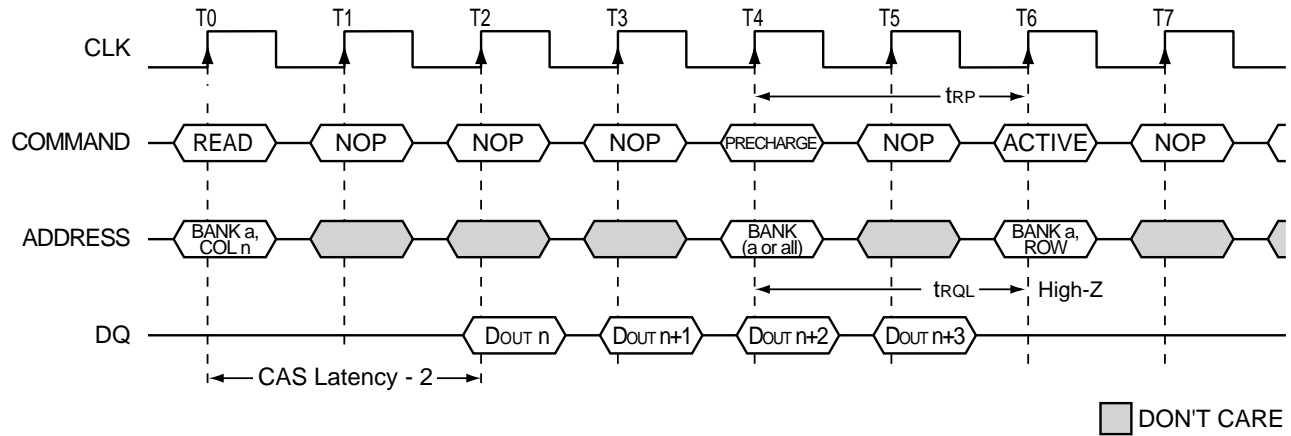 T0 T1 T2 T3 T4 T5 T6 T7
CLK
tRP
COMMAND READ NOP NOP NOP PRECHARGE NOP ACTIVE NOP
ADDRESS BANK a, COL n BANK (a or all) BANK a, ROW
tRQL High-Z
DQ DOUT n DOUT n+1 DOUT n+2 DOUT n+3
CAS Latency - 2
DON'T CARE